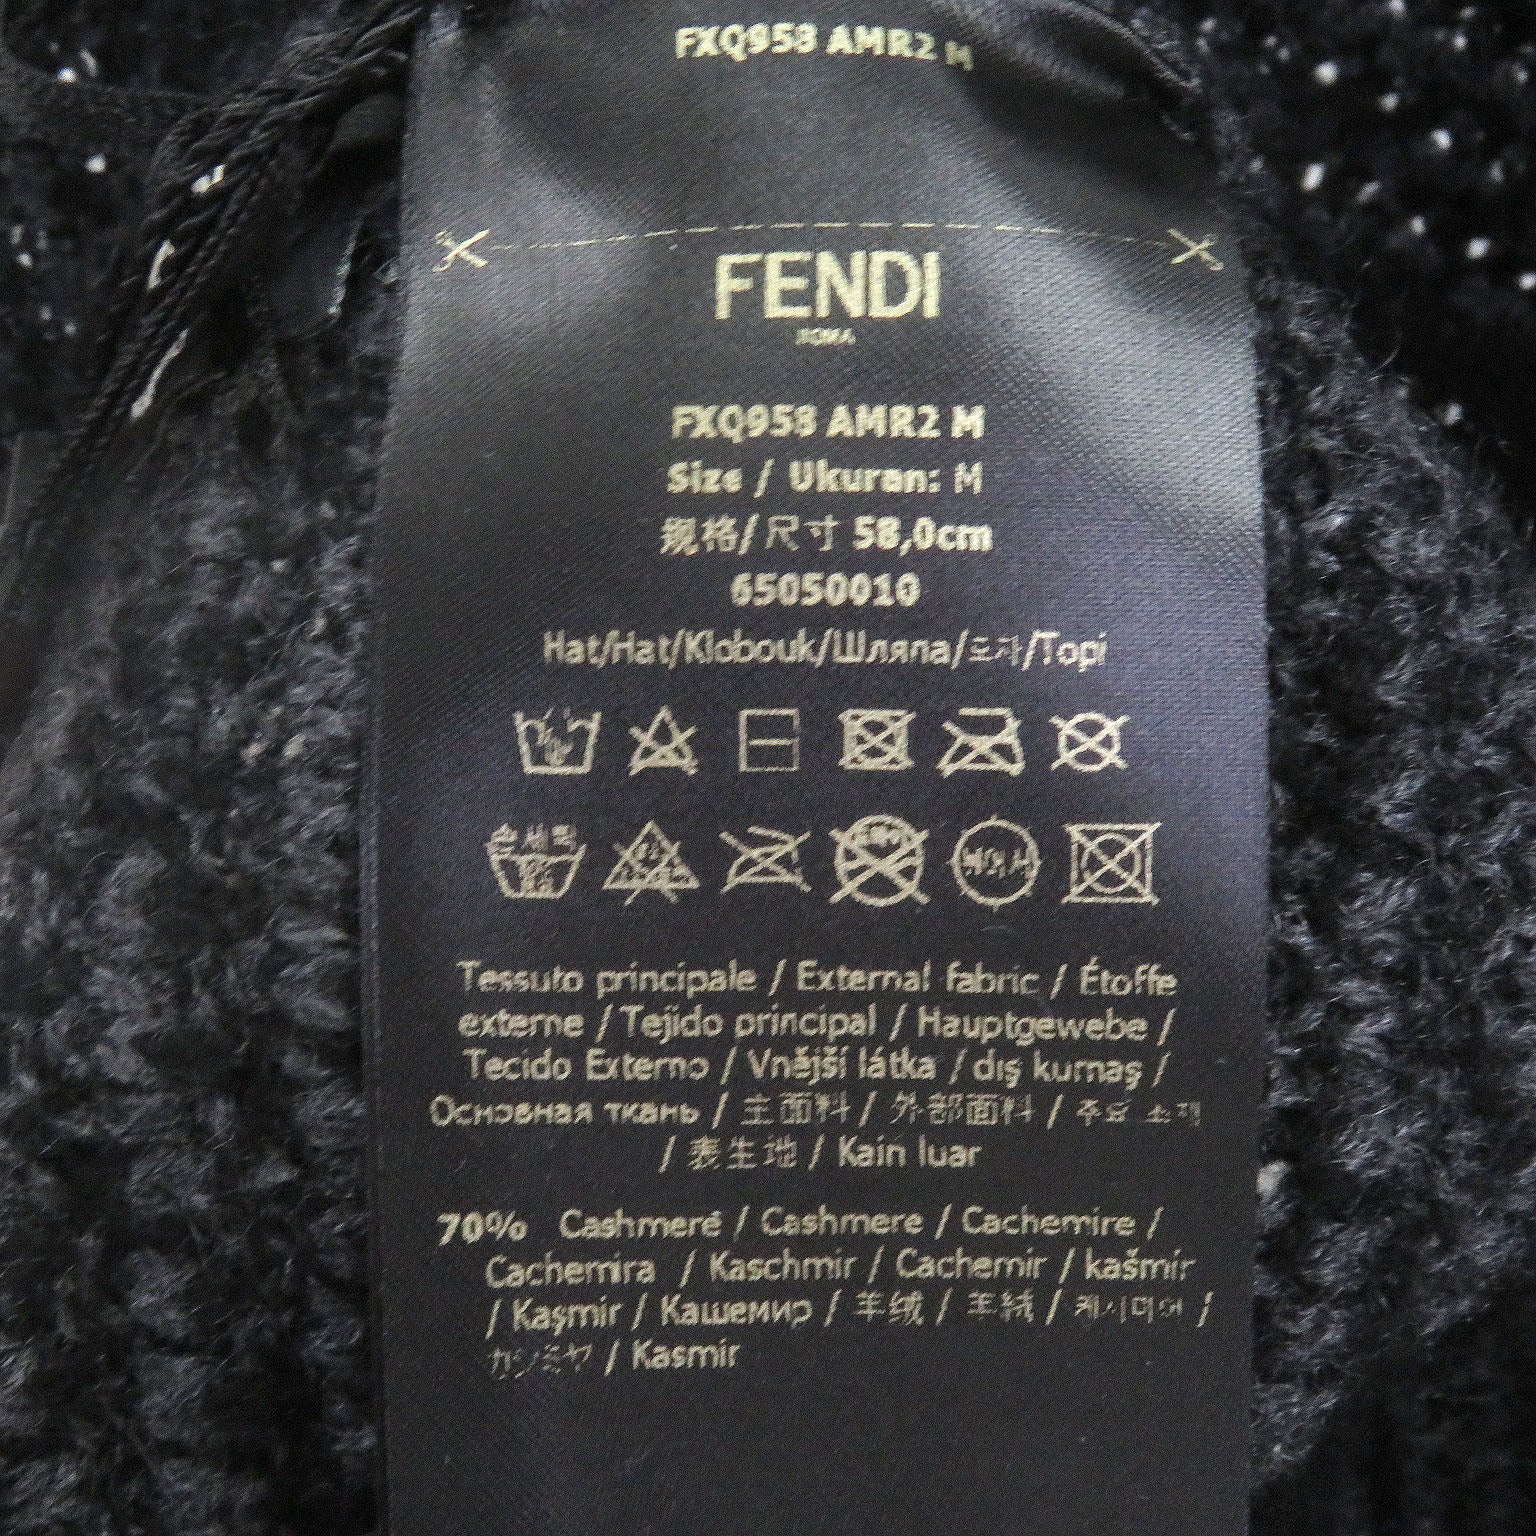 FXQ958 AMR2 M
FENDI
ROMA
FXQ958 AMR2 M
Size / Ukuran: M
规格/尺寸 58,0cm
65050010
Hat/Hat/Klobouk/Шляпа/모자/Topi
손세탁
Tessuto principale / External fabric / Étoffe
externe / Tejido principal / Hauptgewebe /
Tecido Externo / Vnější látka / dış kumaş /
Основная ткань / 主面料 / 外部面料 / 주요 소재
/ 表生地 / Kain luar
70% Cashmere / Cashmere / Cachemire /
Cachemira / Kaschmir / Cachemir / kašmír
/ Kaşmir / Кашемир / 羊绒 / 羊絨 / 캐시미어 /
カシミヤ / Kasmir